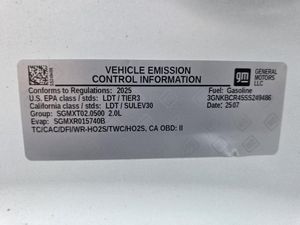 VEHICLE EMISSION
CONTROL INFORMATION
gm
GENERAL MOTORS
LLC
Conforms to Regulations: 2025
Fuel: Gasoline
U.S. EPA class / stds: LDT / TIER3
3GNKBCR45SS249486
California class / stds: LDT / SULEV30
Date: 25/07
Group: SGMXT02.0500 2.0L
Evap: SGMXR015740B
TC/CAC/DFI/WR-HO2S/TWC/HO2S, CA OBD: II